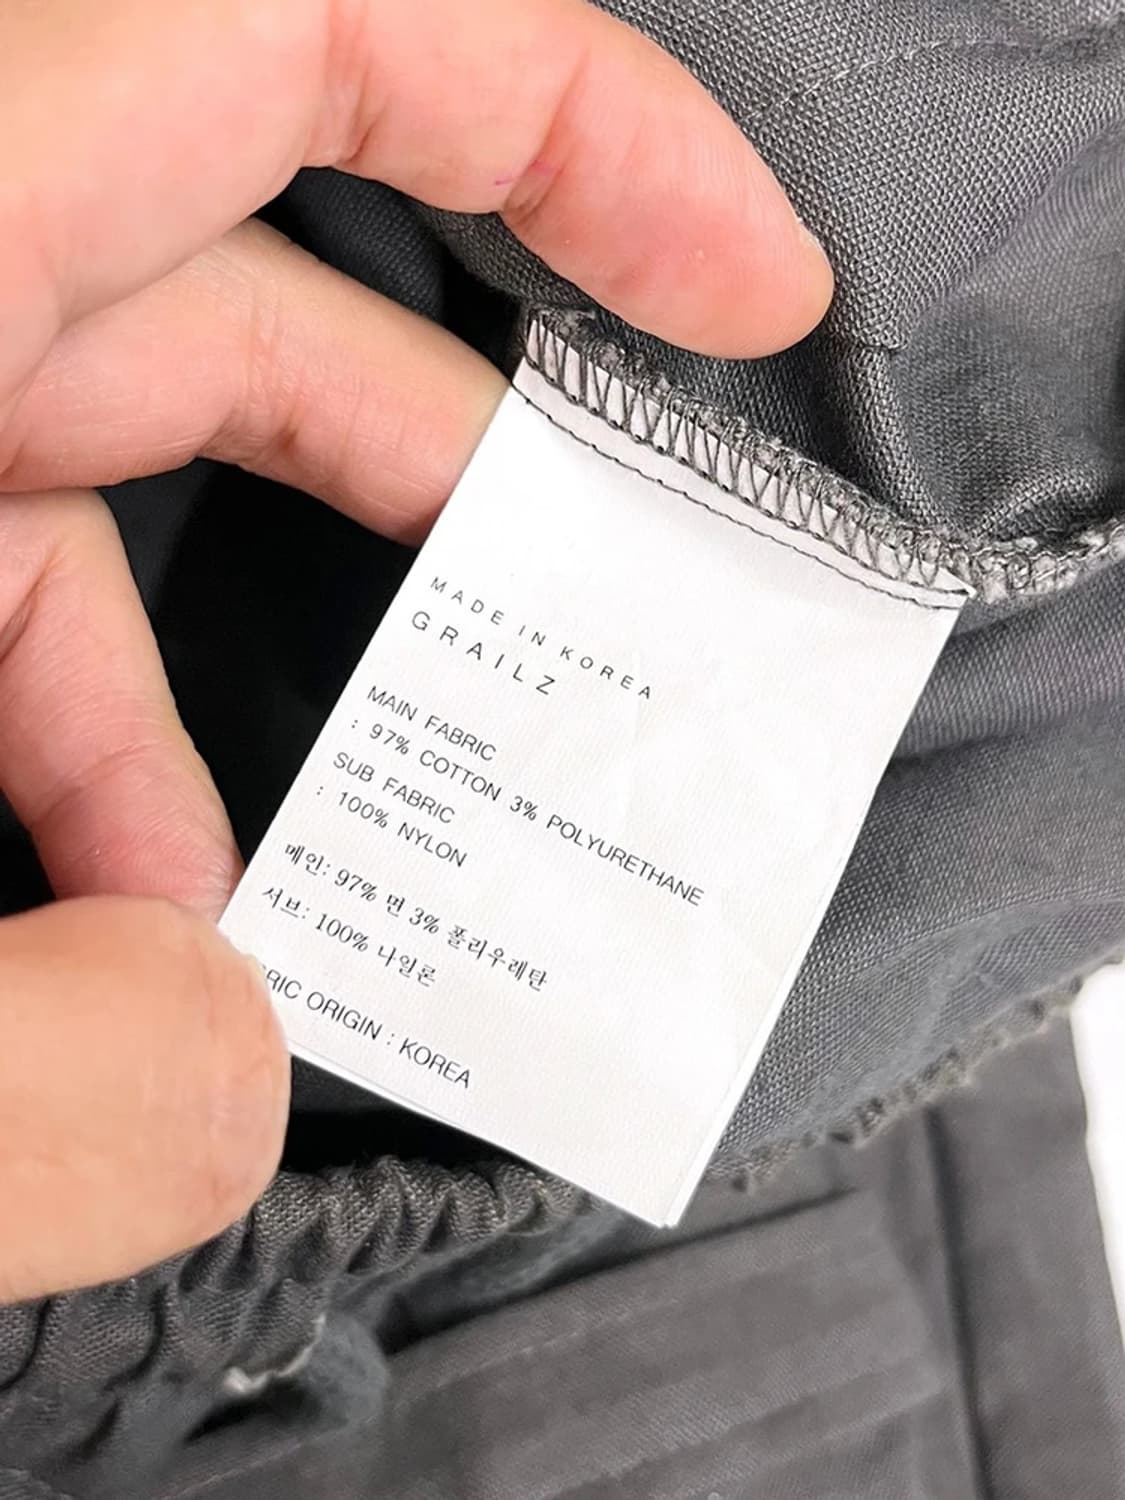 MADE IN KOREA
GRAILZ
MAIN FABRIC
: 97% COTTON 3% POLYURETHANE
SUB FABRIC
: 100% NYLON
메인: 97% 면 3% 폴리우레탄
서브: 100% 나일론
ORIGIN : KOREA